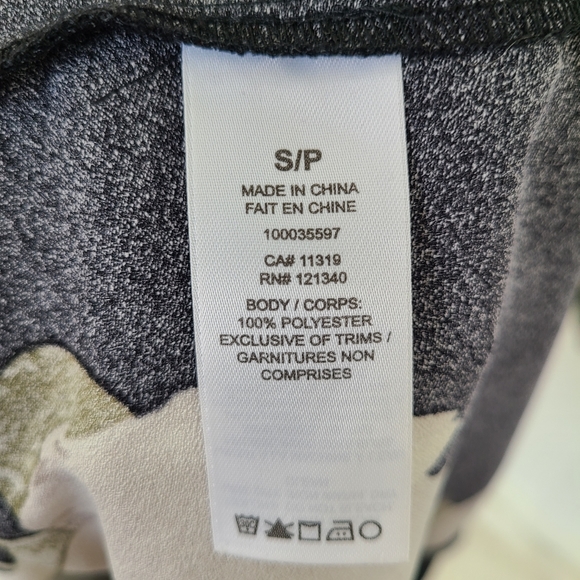 S/P
MADE IN CHINA
FAIT EN CHINE
100035597
CA# 11319
RN# 121340
BODY / CORPS:
100% POLYESTER
EXCLUSIVE OF TRIMS /
GARNITURES NON
COMPRISES